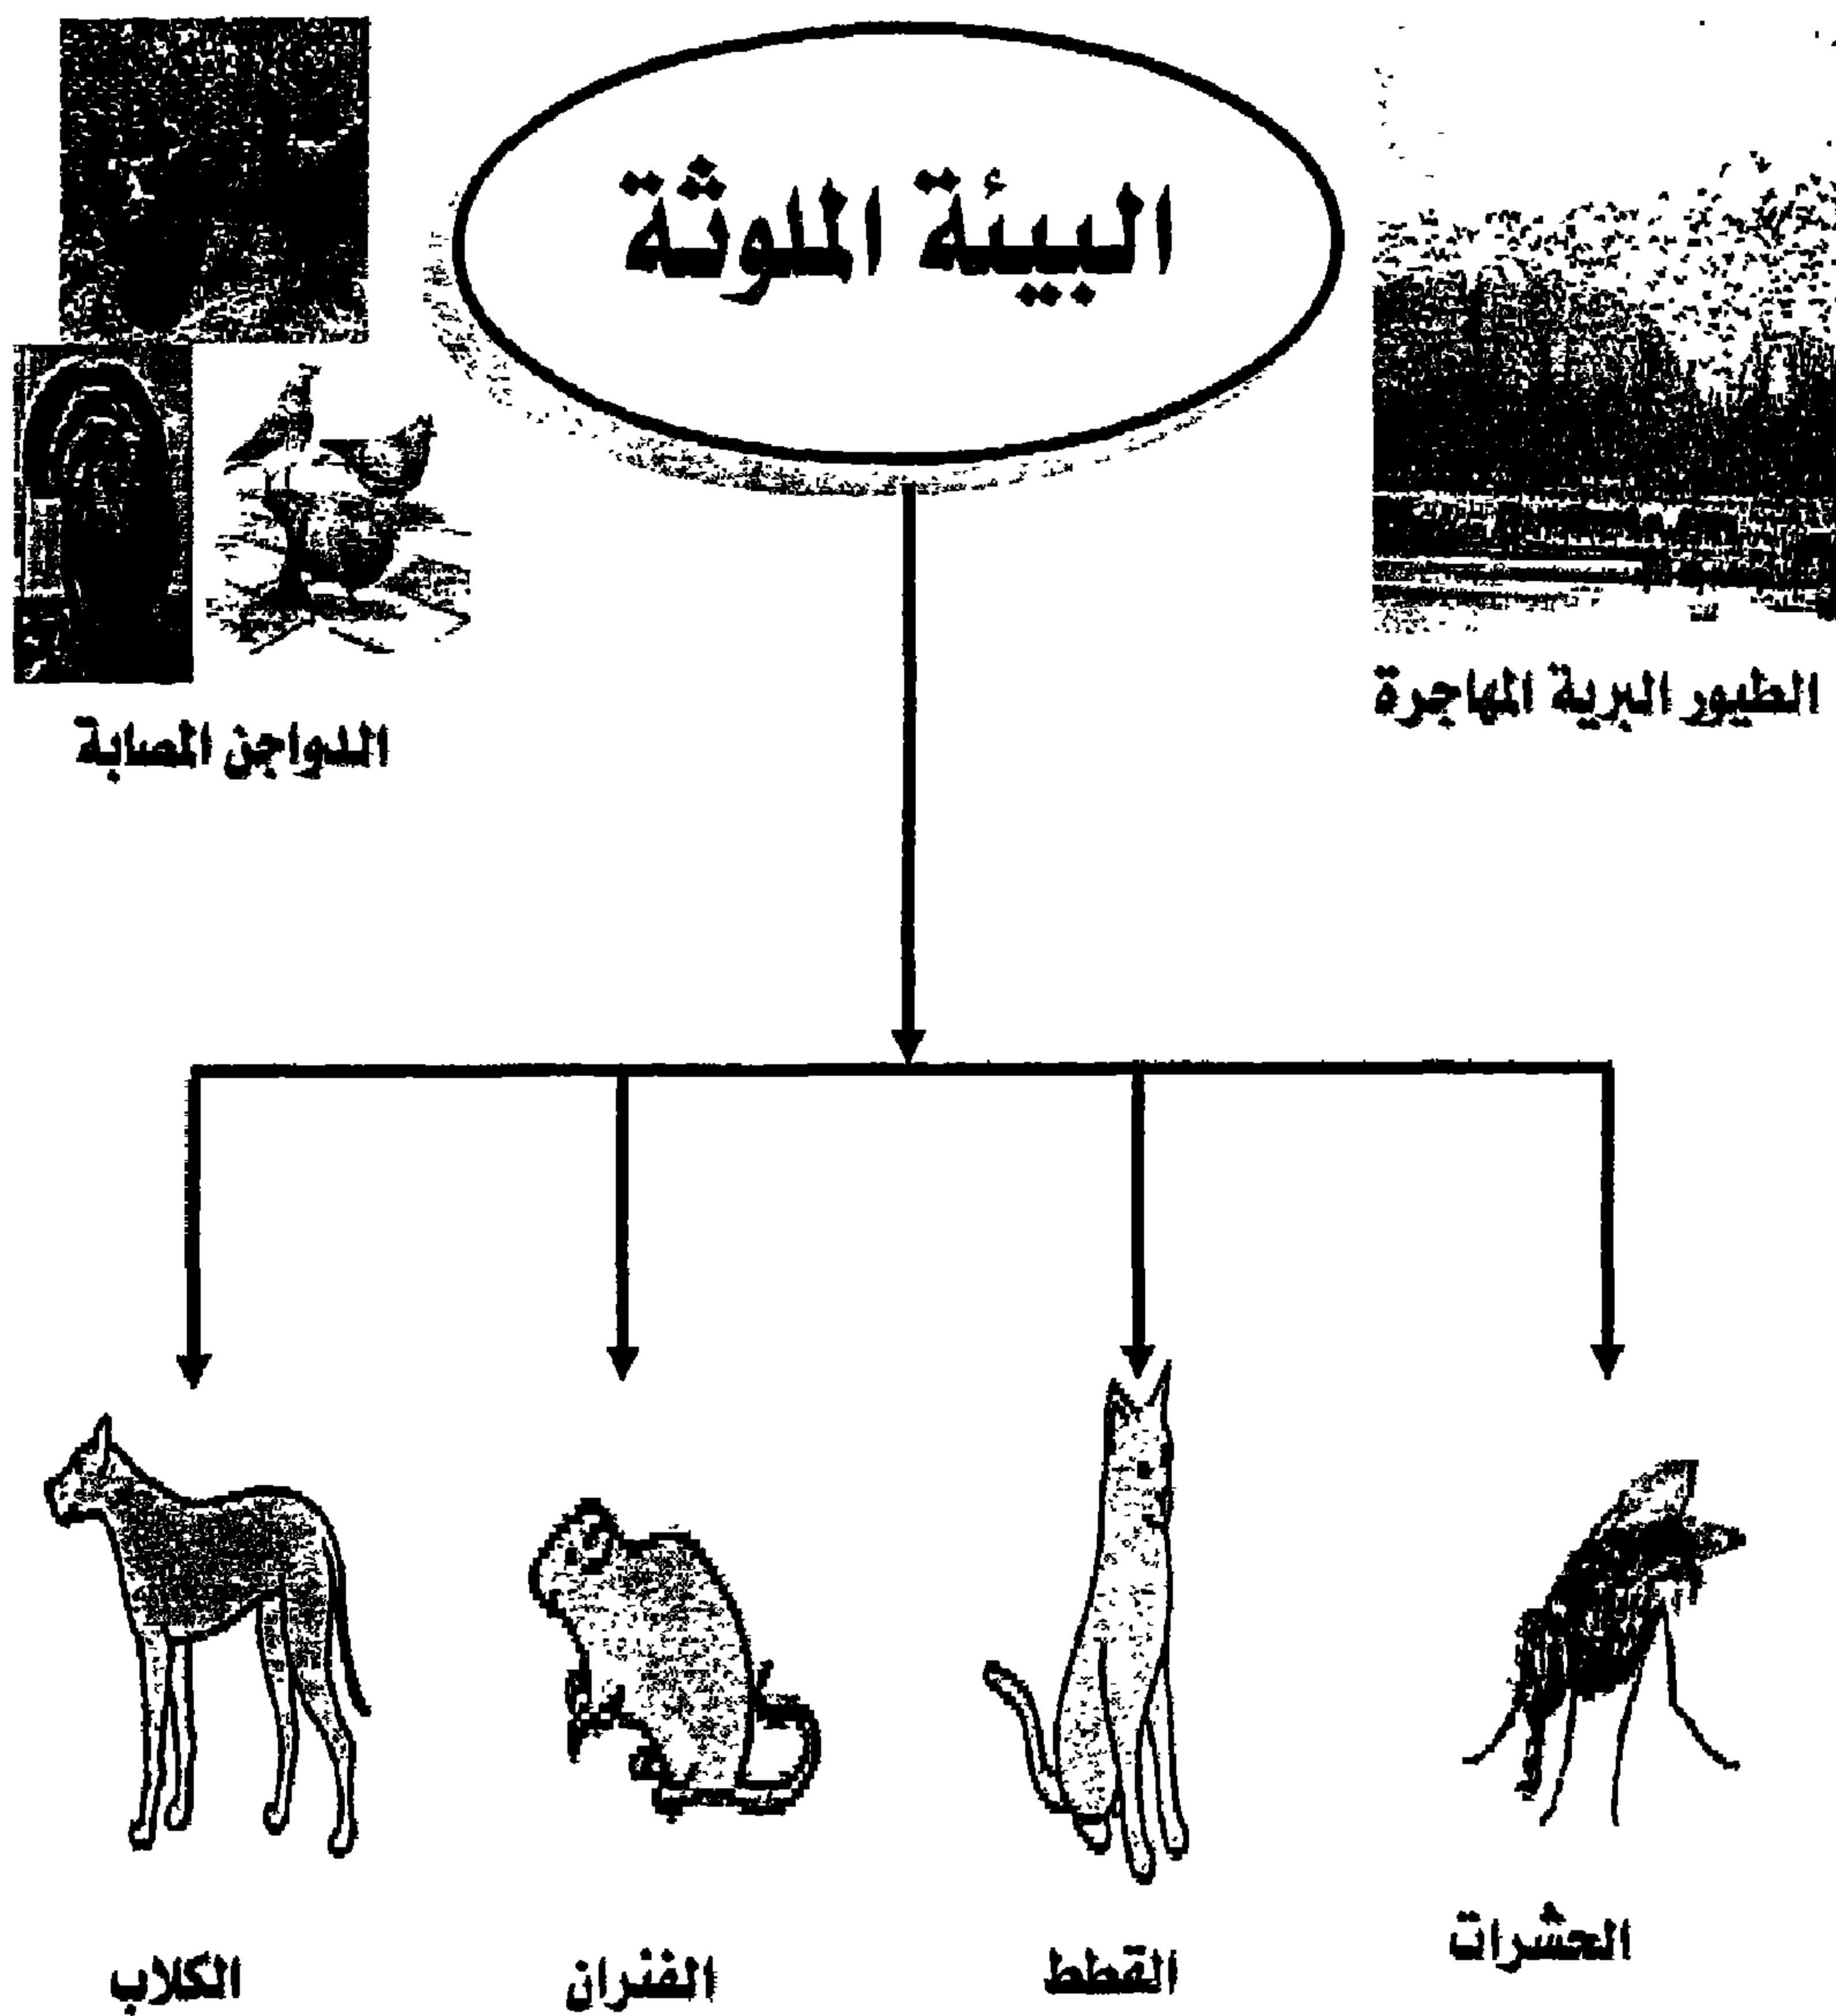 البيئة الملوثة
الطيور البرية المهاجرة
الدواجن المصابة
الحشرات
القطط
الفئران
الكلاب